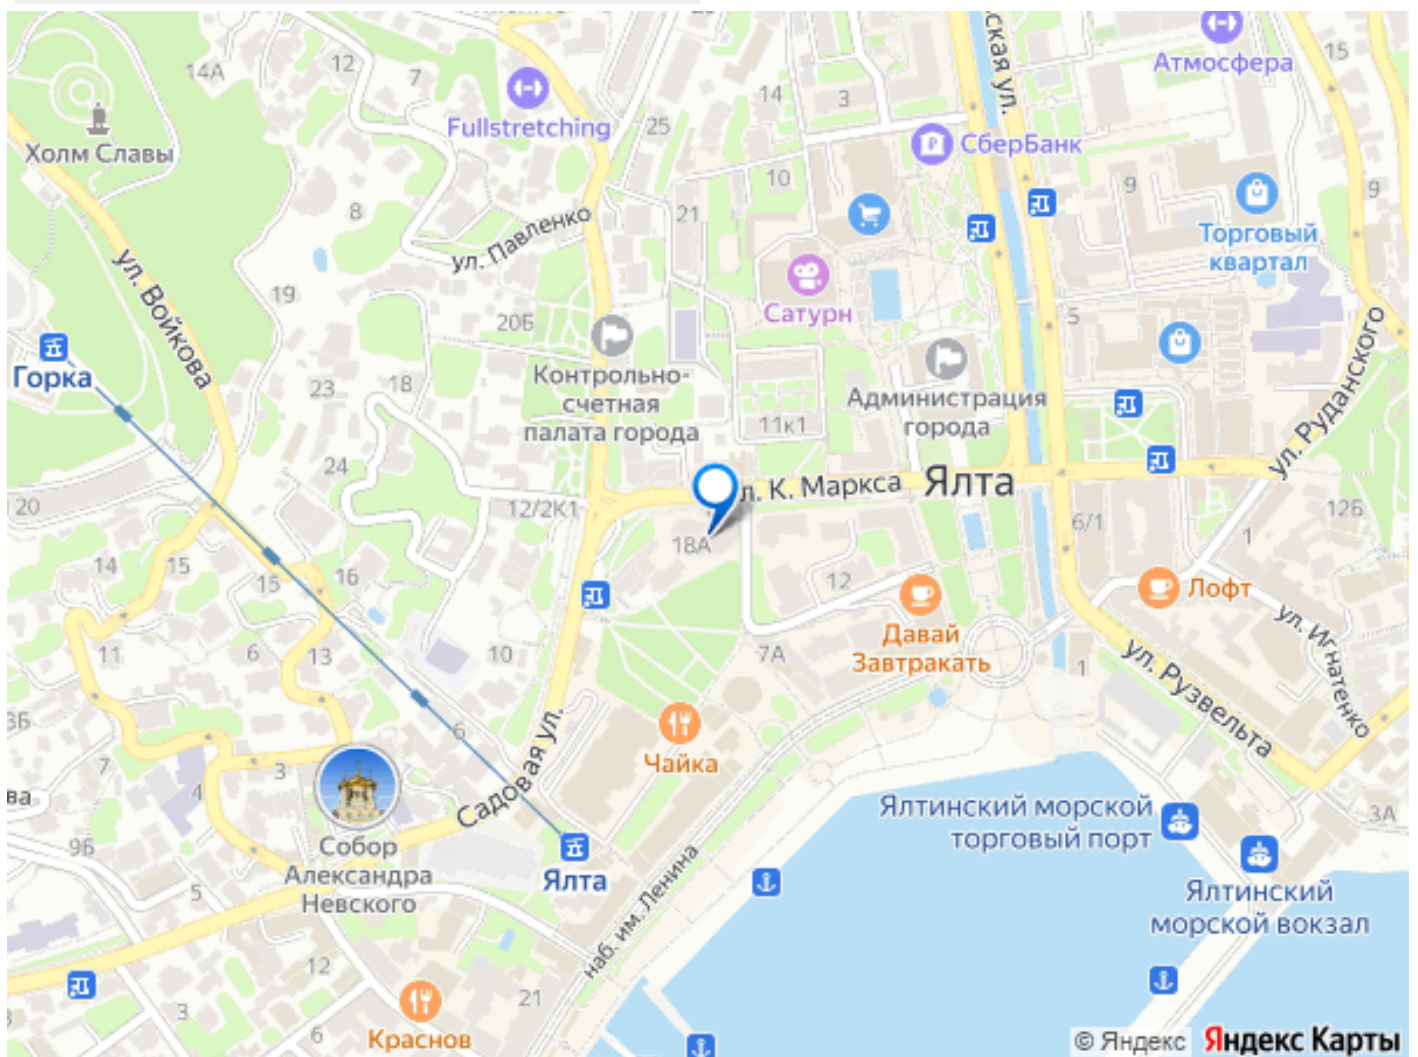 ская ул.
Атмосфера
15
14А
12
7
14
3
Fullstretching
25
СберБанк
Холм Славы
10
9
9
8
21
ул. Павленко
Торговый
квартал
ул. Войкова
19
20Б
Сатурн
5
ул. Руданского
Горка
23
18
Контрольно-
счетная
палата города
Администрация
города
11к1
24
20
12/2К1
л. К. Маркса
Ялта
6/1
12Б
1
14
15
15
16
18А
12
Лофт
ул. Игнатенко
Давай
Завтракать
11
6
13
10
7А
1
ул. Рузвельта
3Б
6
Садовая ул.
Чайка
7
3
4
ва
Ялтинский морской
торговый порт
3А
9Б
Собор
Александра
Невского
Ялта
5
Ялтинский
морской вокзал
наб. им. Ленина
12
21
3
6
Краснов
© Яндекс Яндекс Карты